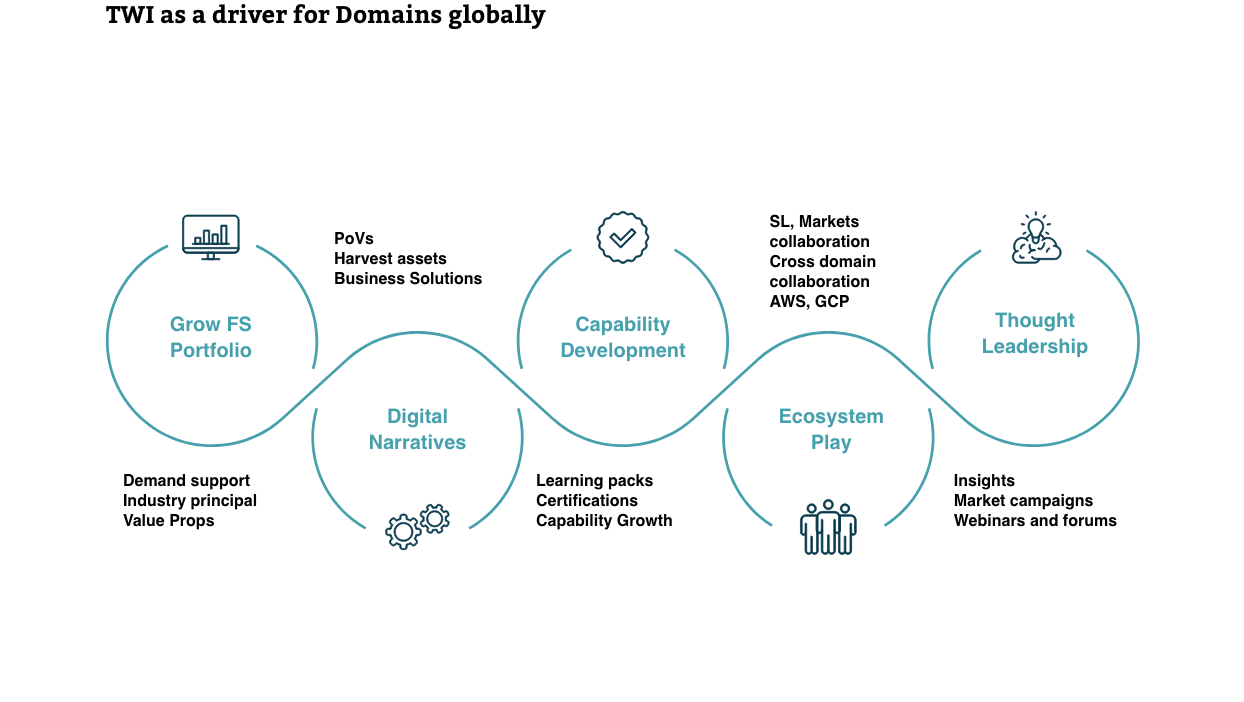 TWI as a driver for Domains globally
Grow FS
Portfolio
Demand support
Industry principal
Value Props
PoVs
Harvest assets
Business Solutions
Digital
Narratives
Capability
Development
Learning packs
Certifications
Capability Growth
SL, Markets
collaboration
Cross domain
collaboration
AWS, GCP
Ecosystem
Play
Thought
Leadership
Insights
Market campaigns
Webinars and forums